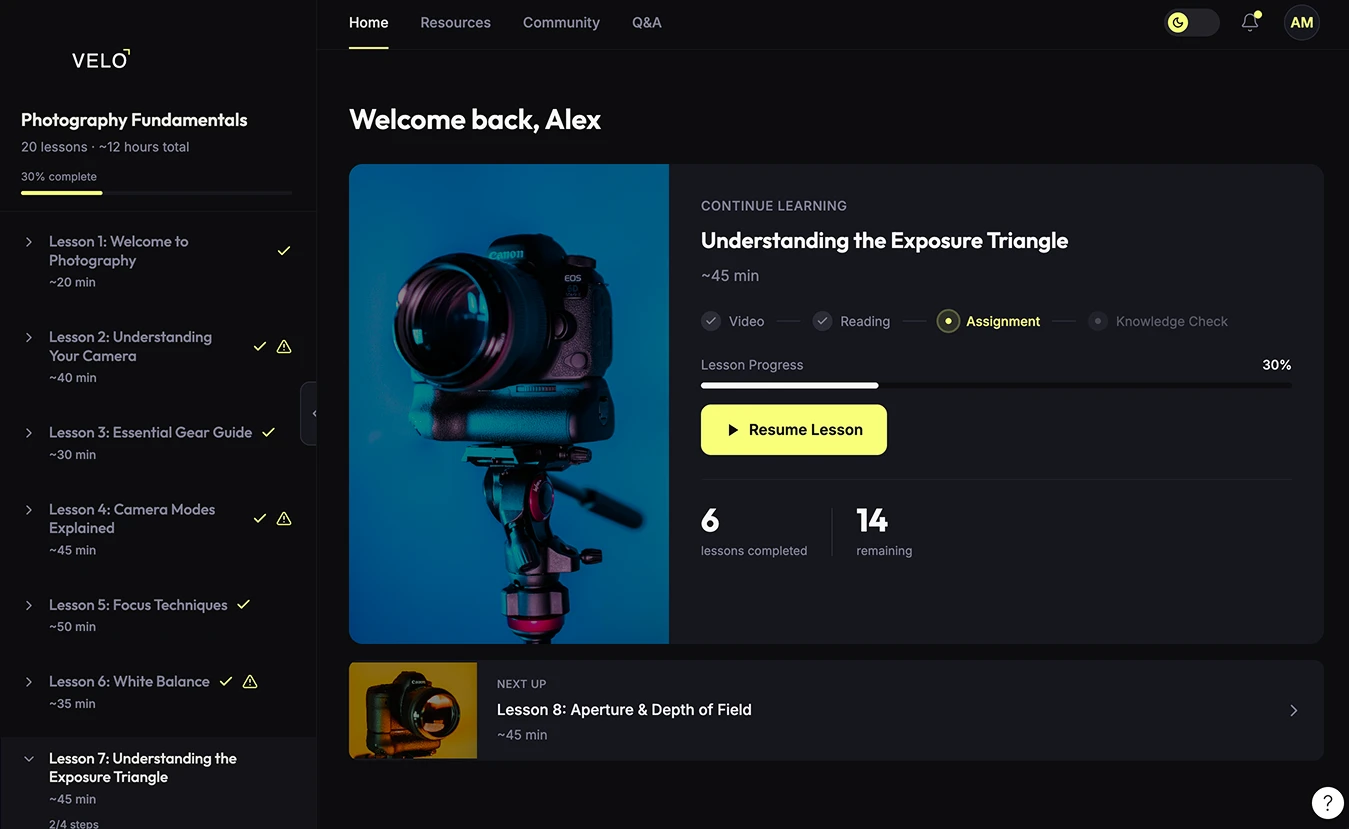 VELO
Photography Fundamentals
20 lessons · ~12 hours total
30% complete
Lesson 1: Welcome to
Photography
~20 min
Lesson 2: Understanding
Your Camera
~40 min
Lesson 3: Essential Gear Guide
~30 min
Lesson 4: Camera Modes
Explained
~45 min
Lesson 5: Focus Techniques
~50 min
Lesson 6: White Balance
~35 min
Lesson 7: Understanding the
Exposure Triangle
~45 min
2/4 steps
Home Resources Community Q&A
AM
Welcome back, Alex
Canon
EOS
CONTINUE LEARNING
Understanding the Exposure Triangle
~45 min
Video Reading Assignment Knowledge Check
Lesson Progress 30%
Resume Lesson
6 14
lessons completed remaining
Canon
NEXT UP
Lesson 8: Aperture & Depth of Field
~45 min
?